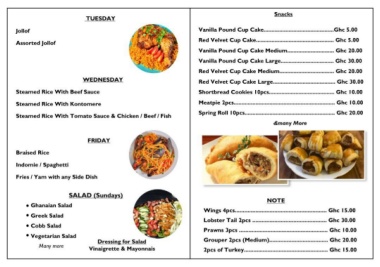 TUESDAY
Jollof
Assorted Jollof
WEDNESDAY
Steamed Rice With Beef Sauce
Steamed Rice With Kontomere
Steamed Rice With Tomato Sauce & Chicken / Beef / Fish
FRIDAY
Braised Rice
Indomie / Spaghetti
Fries / Yam with any Side Dish
SALAD (Sundays)
• Ghanaian Salad
• Greek Salad
• Cobb Salad
• Vegetarian Salad
Many more
Dressing for Salad
Vinaigrette & Mayonnais
Snacks
Vanilla Pound Cup Cake..............................Ghc 5.00
Red Velvet Cup Cake................................. Ghc 5.00
Vanilla Pound Cup Cake Medium................... Ghc 20.00
Vanilla Pound Cup Cake Large...................... Ghc 30.00
Red Velvet Cup Cake Medium...................... Ghc 20.00
Red Velvet Cup Cake Large......................... Ghc 30.00
Shortbread Cookies 10pcs........................... Ghc 10.00
Meatpie 2pcs........................................... Ghc 10.00
Spring Roll 10pcs...................................... Ghc 20.00
&many More
NOTE
Wings 4pcs............................................. Ghc 15.00
Lobster Tail 2pcs ..................................... Ghc 30.00
Prawns 3pcs ........................................... Ghc 10.00
Grouper 2pcs (Medium)............................. Ghc 20.00
2pcs of Turkey......................................... Ghc 15.00